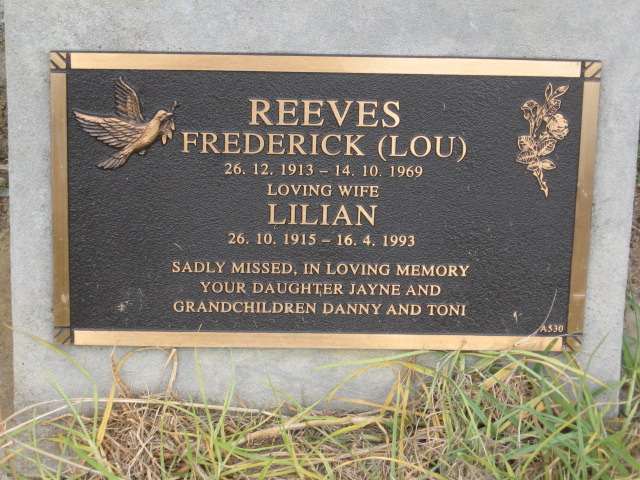 REEVES
FREDERICK (LOU)
26. 12. 1913 – 14. 10. 1969
LOVING WIFE
LILIAN
26. 10. 1915 – 16. 4. 1993
SADLY MISSED, IN LOVING MEMORY
YOUR DAUGHTER JAYNE AND
GRANDCHILDREN DANNY AND TONI
A530